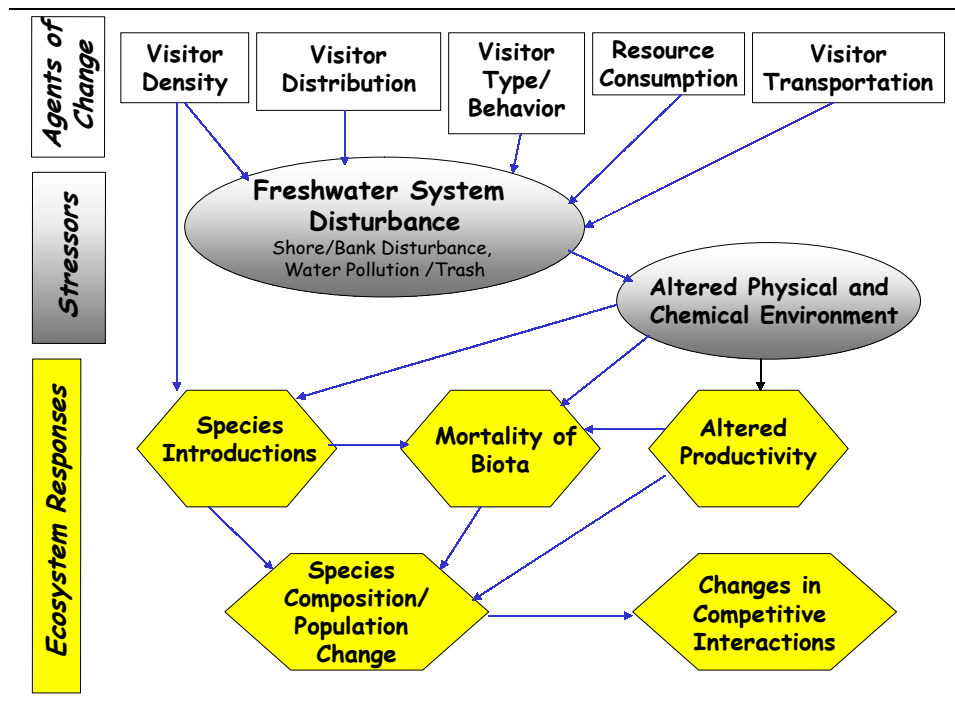 Agents of
Change
Visitor
Density
Visitor
Distribution
Visitor
Type/
Behavior
Resource
Consumption
Visitor
Transportation
Stressors
Freshwater System
Disturbance
Shore/Bank Disturbance,
Water Pollution /Trash
Altered Physical and
Chemical Environment
Ecosystem Responses
Species
Introductions
Mortality of
Biota
Altered
Productivity
Species
Composition/
Population
Change
Changes in
Competitive
Interactions